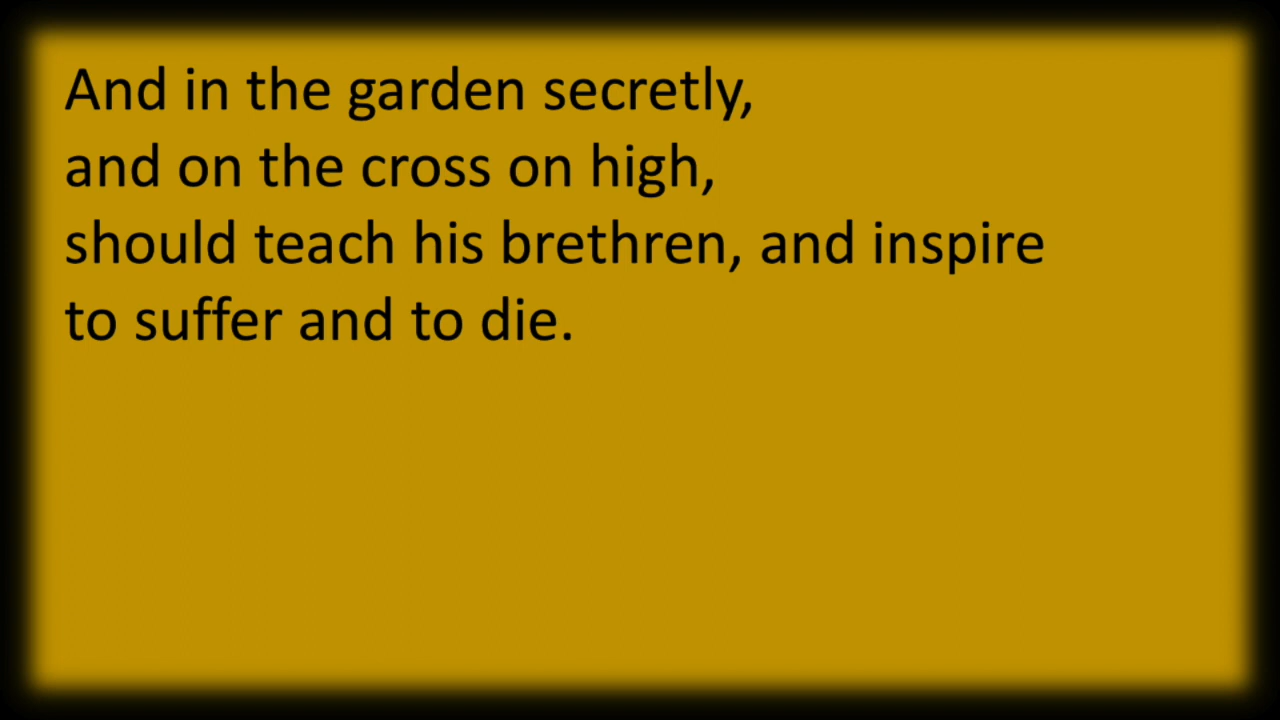 And in the garden secretly,
and on the cross on high,
should teach his brethren, and inspire
to suffer and to die.